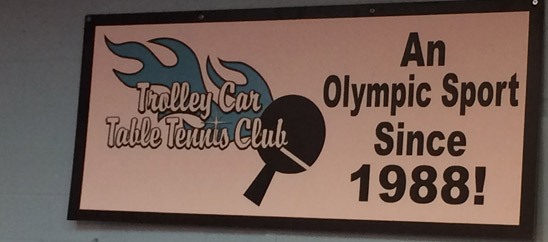 Trolley Car
Table Tennis Club
An
Olympic Sport
Since
1988!